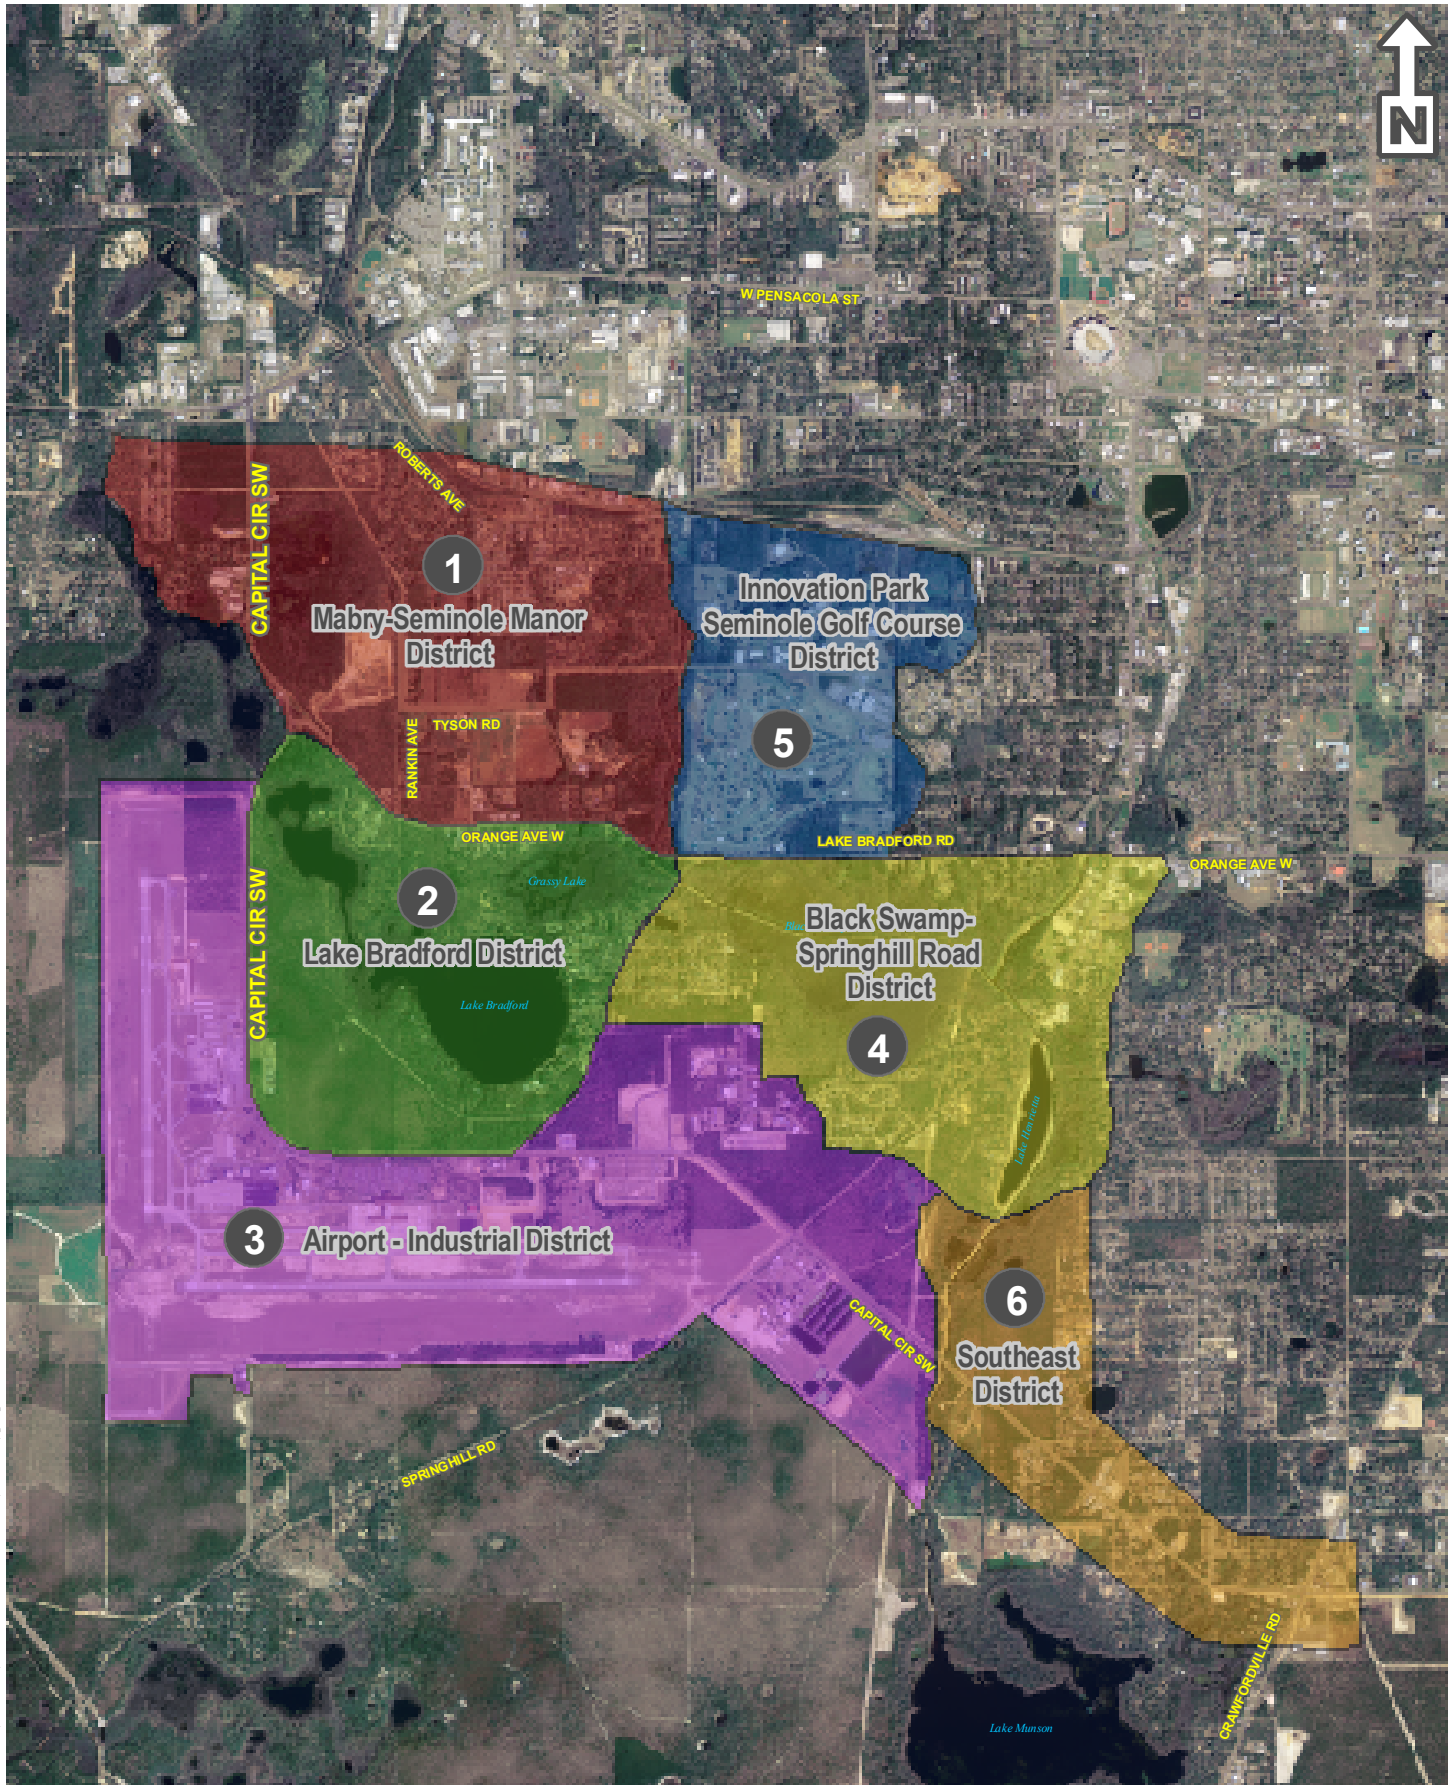 N
W PENSACOLA ST
ROBERTS AVE
CAPITAL CIR SW
1
Mabry-Seminole Manor
District
Innovation Park
Seminole Golf Course
District
5
RANKIN AVE
TYSON RD
ORANGE AVE W
LAKE BRADFORD RD
ORANGE AVE W
Grassy Lake
2
Lake Bradford District
CAPITAL CIR SW
Lake Bradford
Black Swamp-
Springhill Road
District
4
Lake Henrietta
3
Airport - Industrial District
CAPITAL CIR SW
6
Southeast
District
SPRINGHILL RD
CRAWFORDVILLE RD
Lake Munson